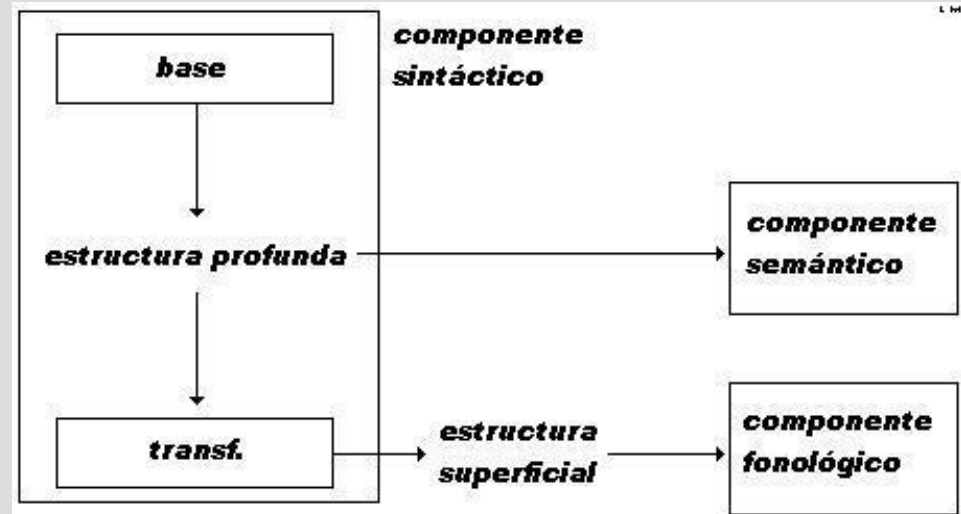 base
componente
sintáctico
estructura profunda
componente
semántico
transf.
estructura
superficial
componente
fonológico